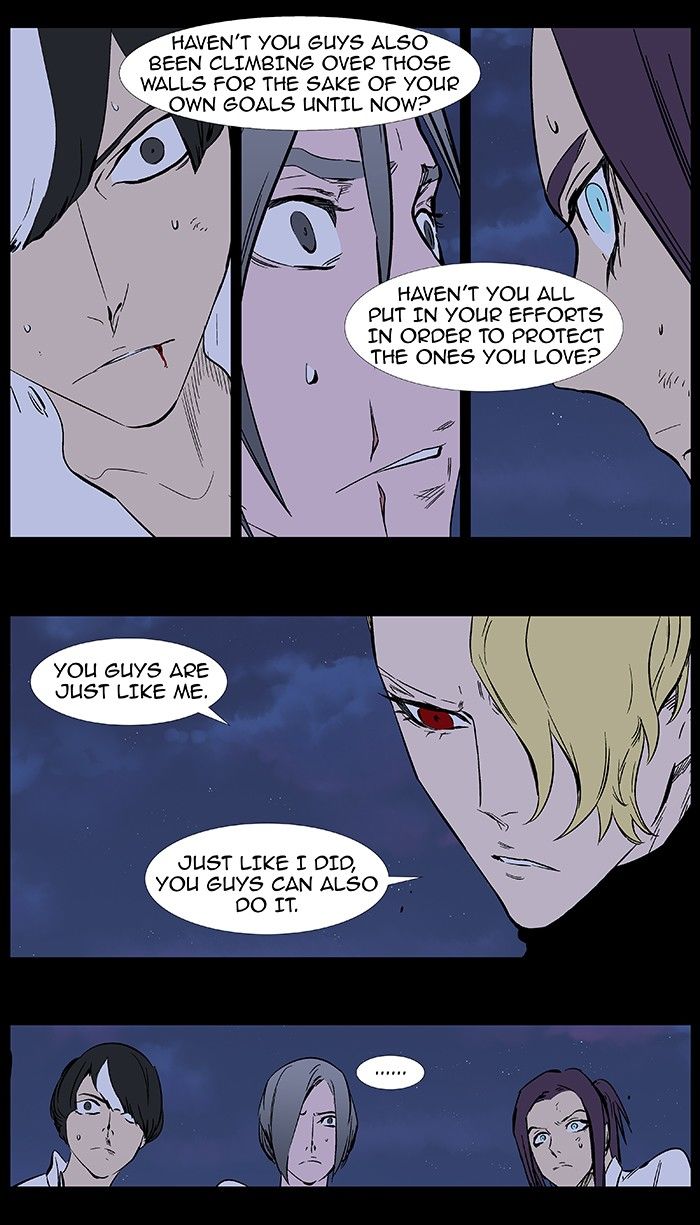 HAVEN'T YOU GUYS ALSO
BEEN CLIMBING OVER THOSE
WALLS FOR THE SAKE OF YOUR
OWN GOALS UNTIL NOW?
HAVEN'T YOU ALL
PUT IN YOUR EFFORTS
IN ORDER TO PROTECT
THE ONES YOU LOVE?
YOU GUYS ARE
JUST LIKE ME.
JUST LIKE I DID,
YOU GUYS CAN ALSO
DO IT.
......